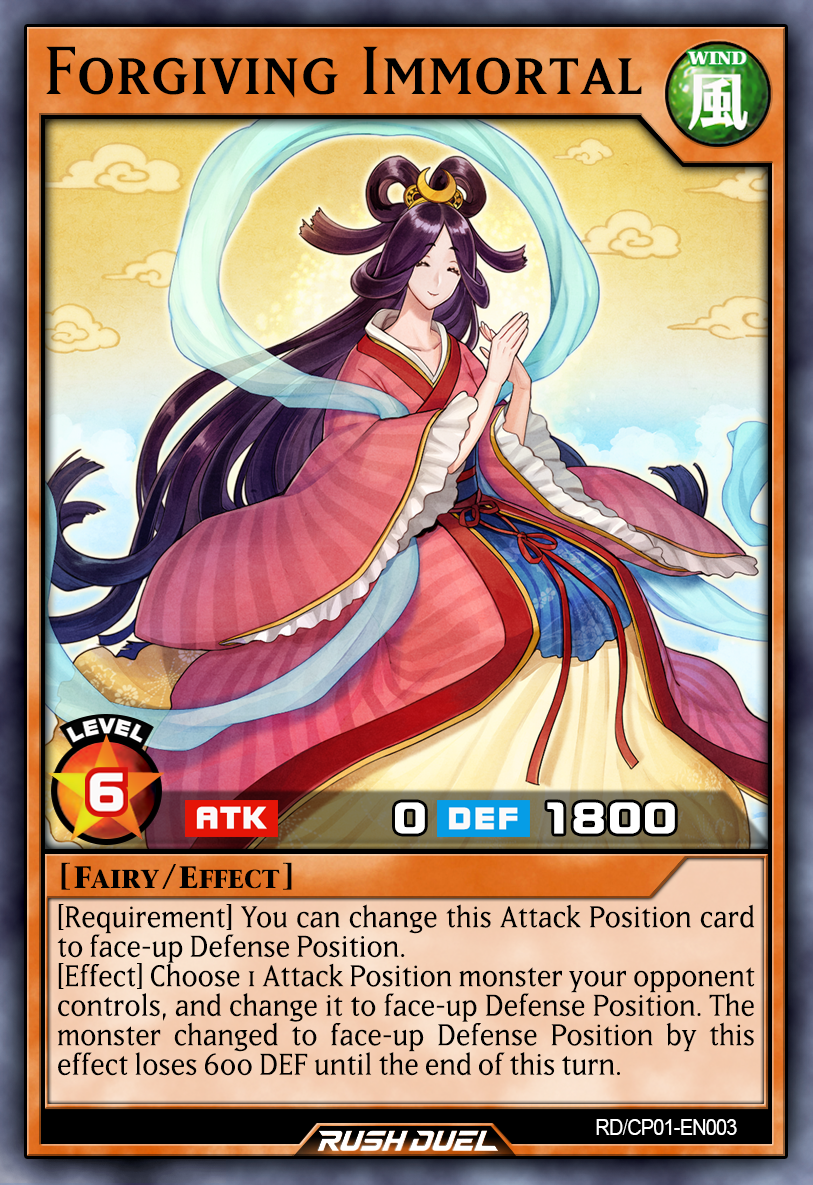 Forgiving Immortal
WIND
風
LEVEL
6
ATK 0 DEF 1800
[Fairy/Effect]
[Requirement] You can change this Attack Position card
to face-up Defense Position.
[Effect] Choose 1 Attack Position monster your opponent
controls, and change it to face-up Defense Position. The
monster changed to face-up Defense Position by this
effect loses 600 DEF until the end of this turn.
RD/CP01-EN003
RUSH DUEL